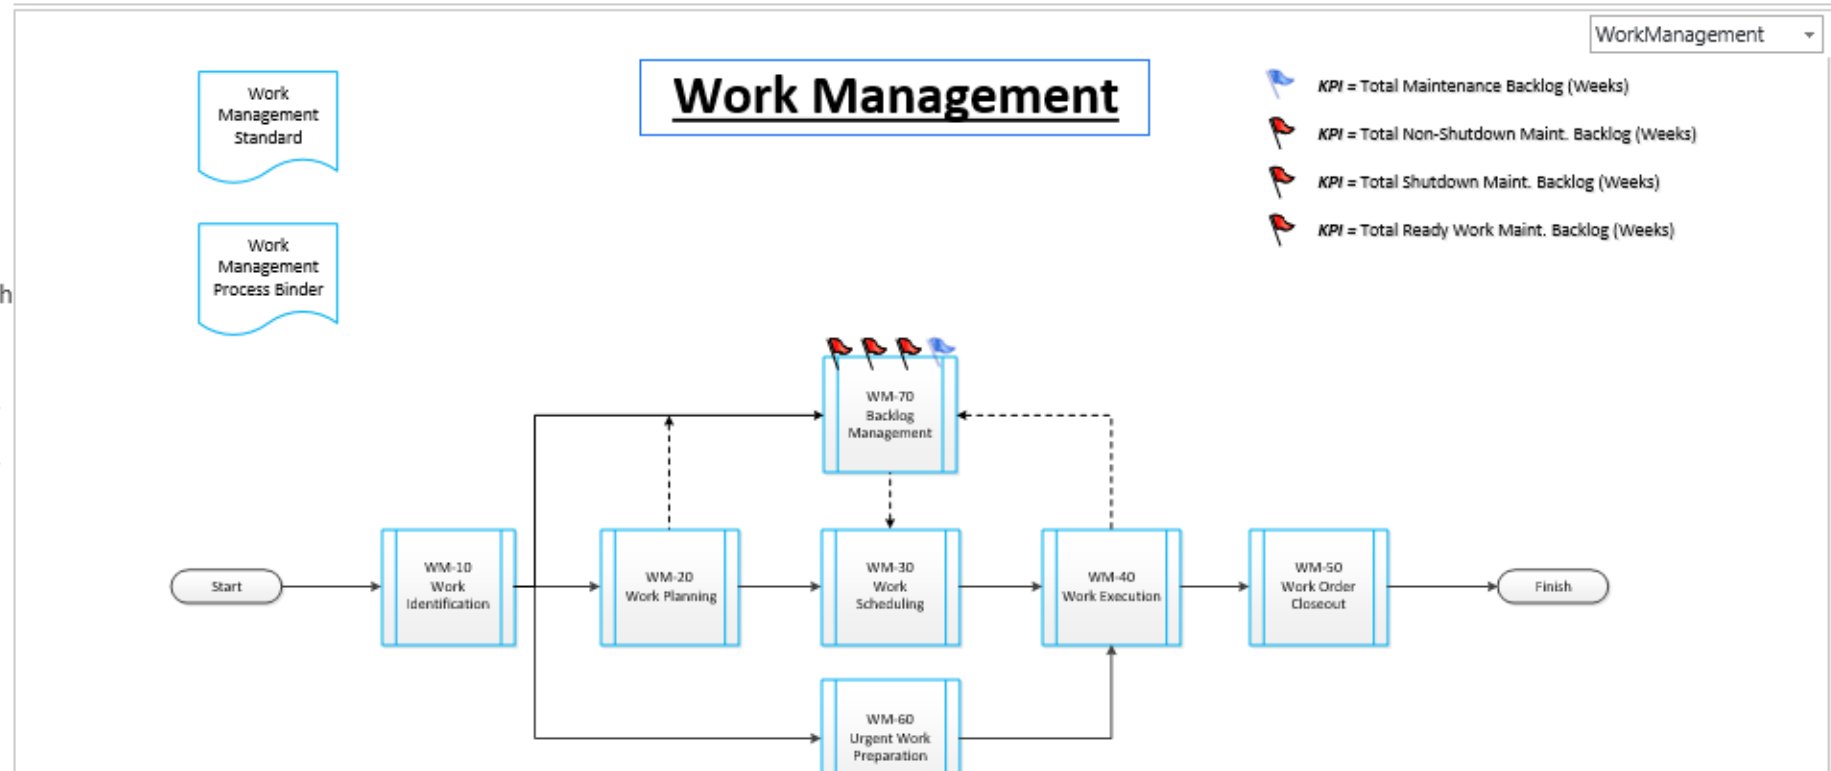 WorkManagement
Work
Management
Standard
Work Management
KPI = Total Maintenance Backlog (Weeks)
KPI = Total Non-Shutdown Maint. Backlog (Weeks)
KPI = Total Shutdown Maint. Backlog (Weeks)
KPI = Total Ready Work Maint. Backlog (Weeks)
Work
Management
Process Binder
h
WM-70
Backlog
Management
Start
WM-10
Work
Identification
WM-20
Work Planning
WM-30
Work
Scheduling
WM-40
Work Execution
WM-50
Work Order
Closeout
Finish
WM-60
Urgent Work
Preparation